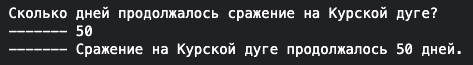 Сколько дней продолжалось сражение на Курской дуге?
------- 50
------- Сражение на Курской дуге продолжалось 50 дней.